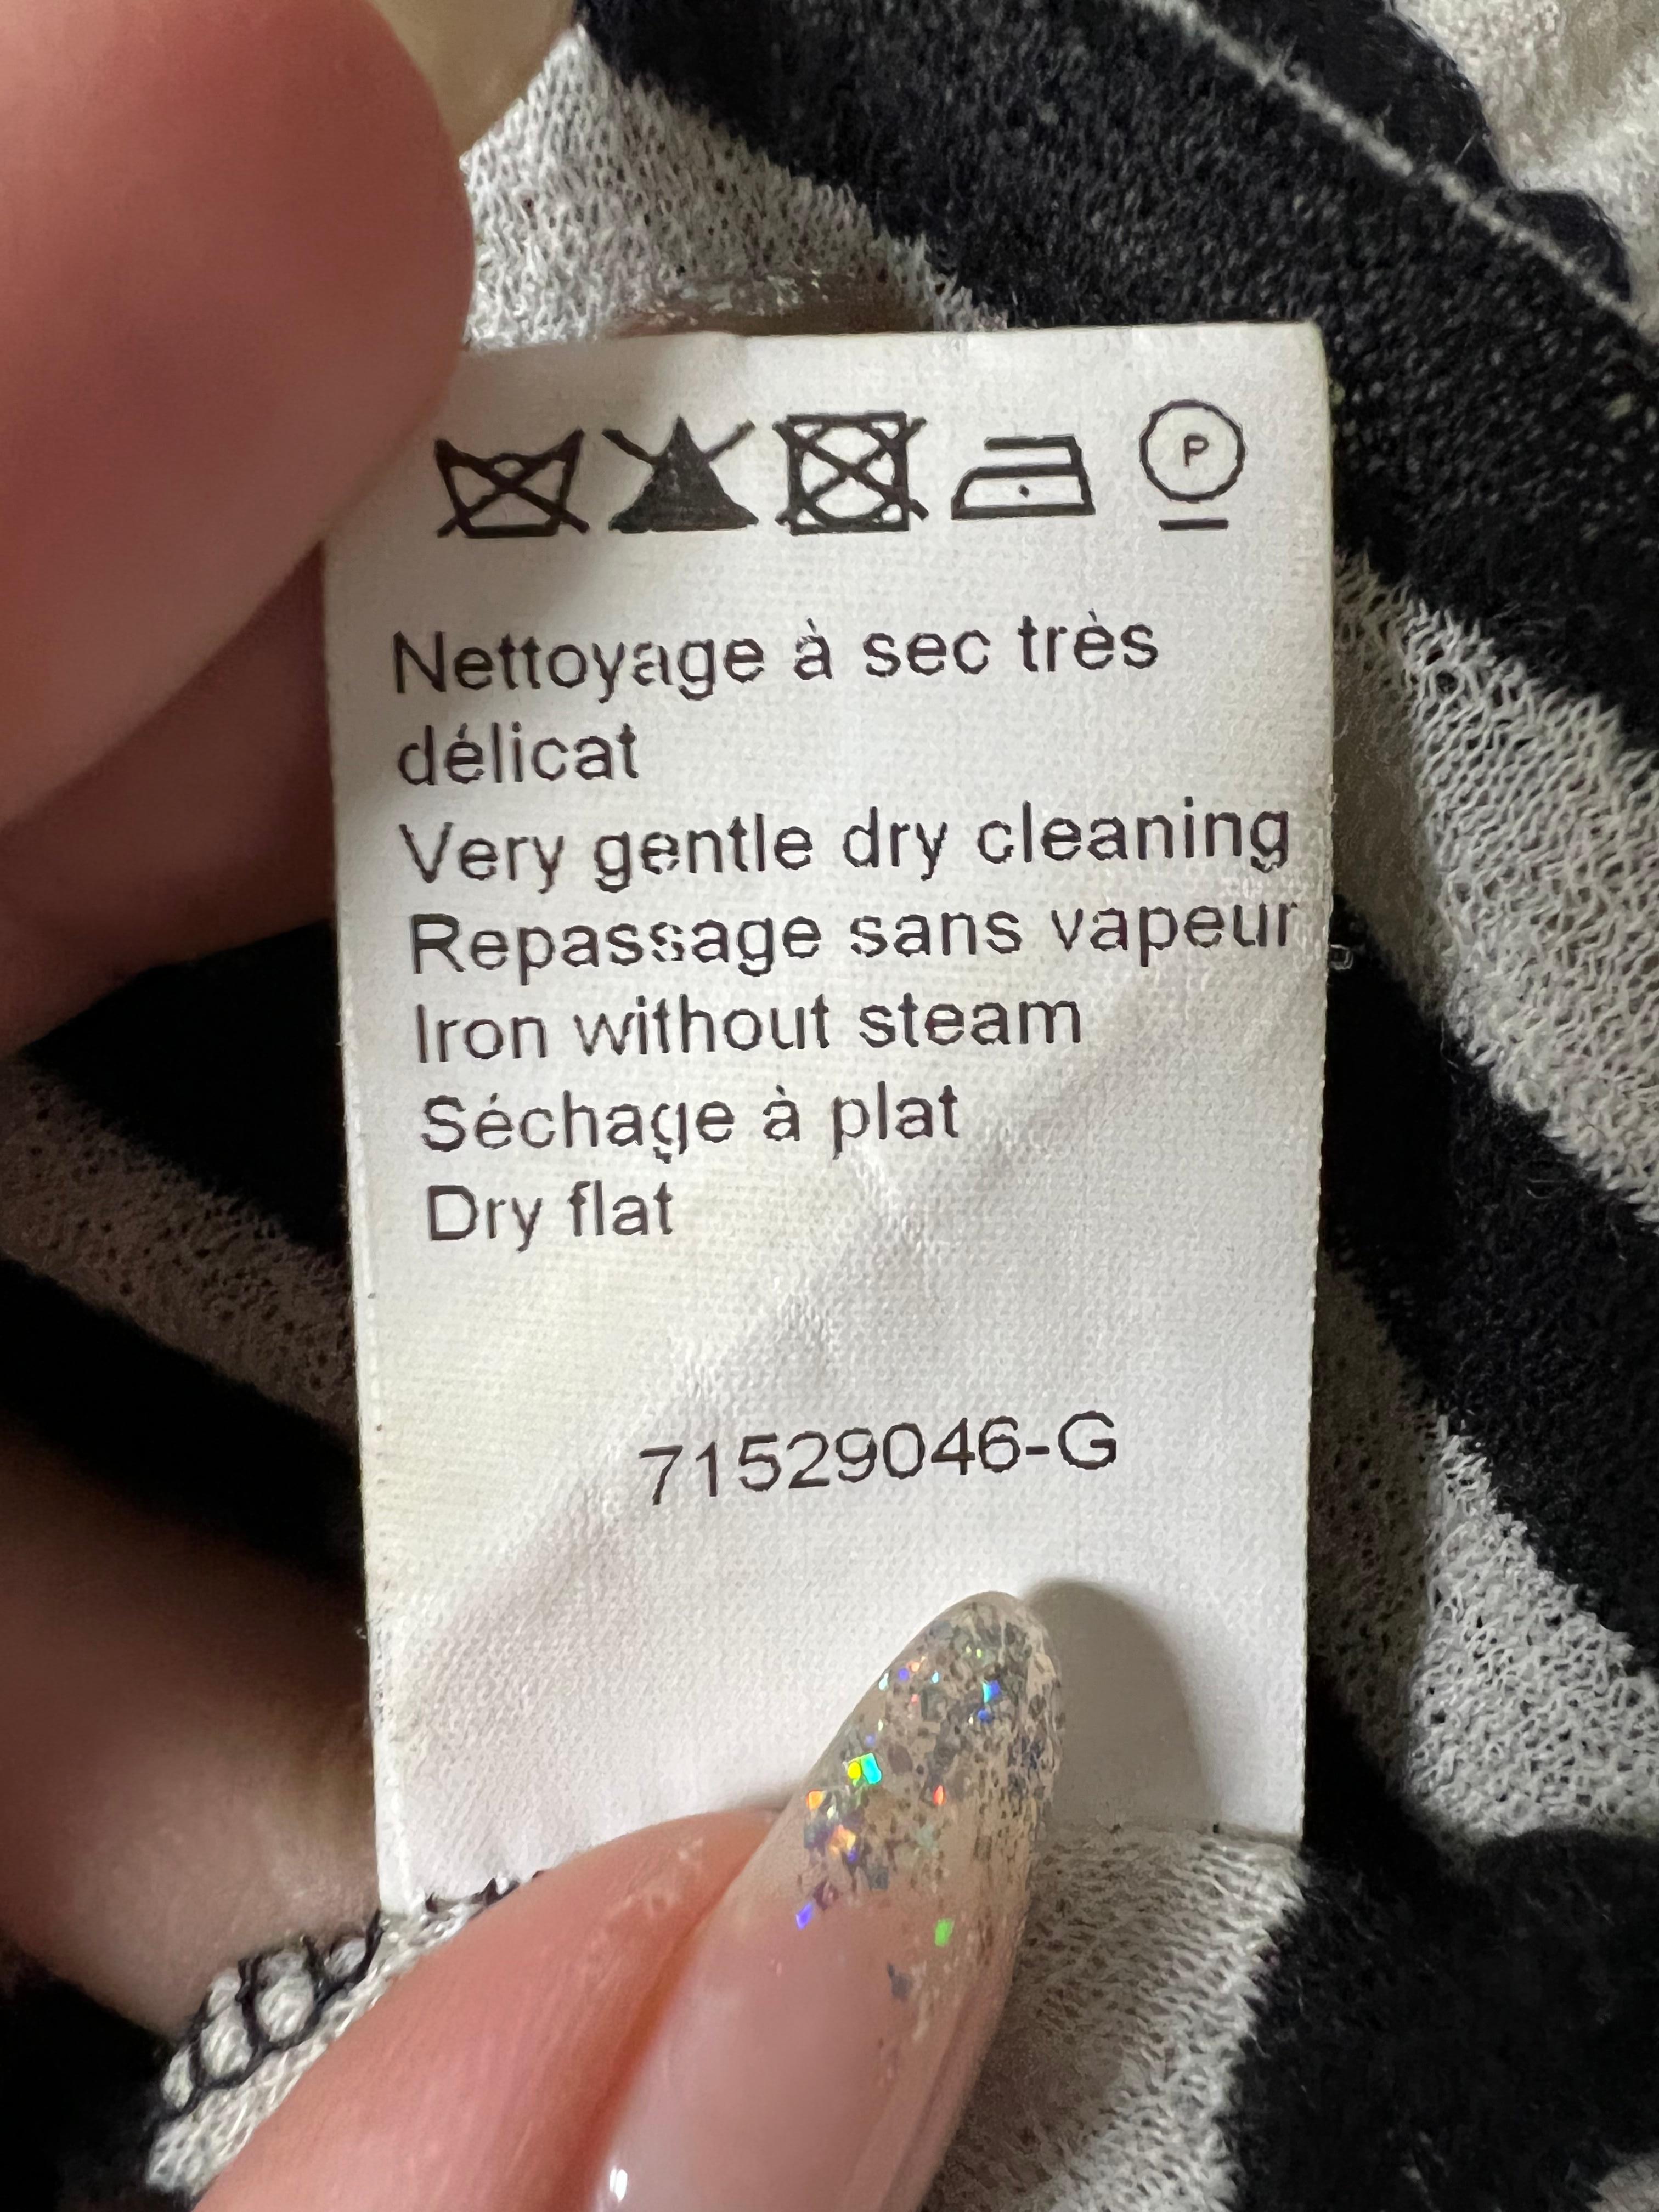 P
Nettoyage à sec très
délicat
Very gentle dry cleaning
Repassage sans vapeur
Iron without steam
Séchage à plat
Dry flat
71529046-G